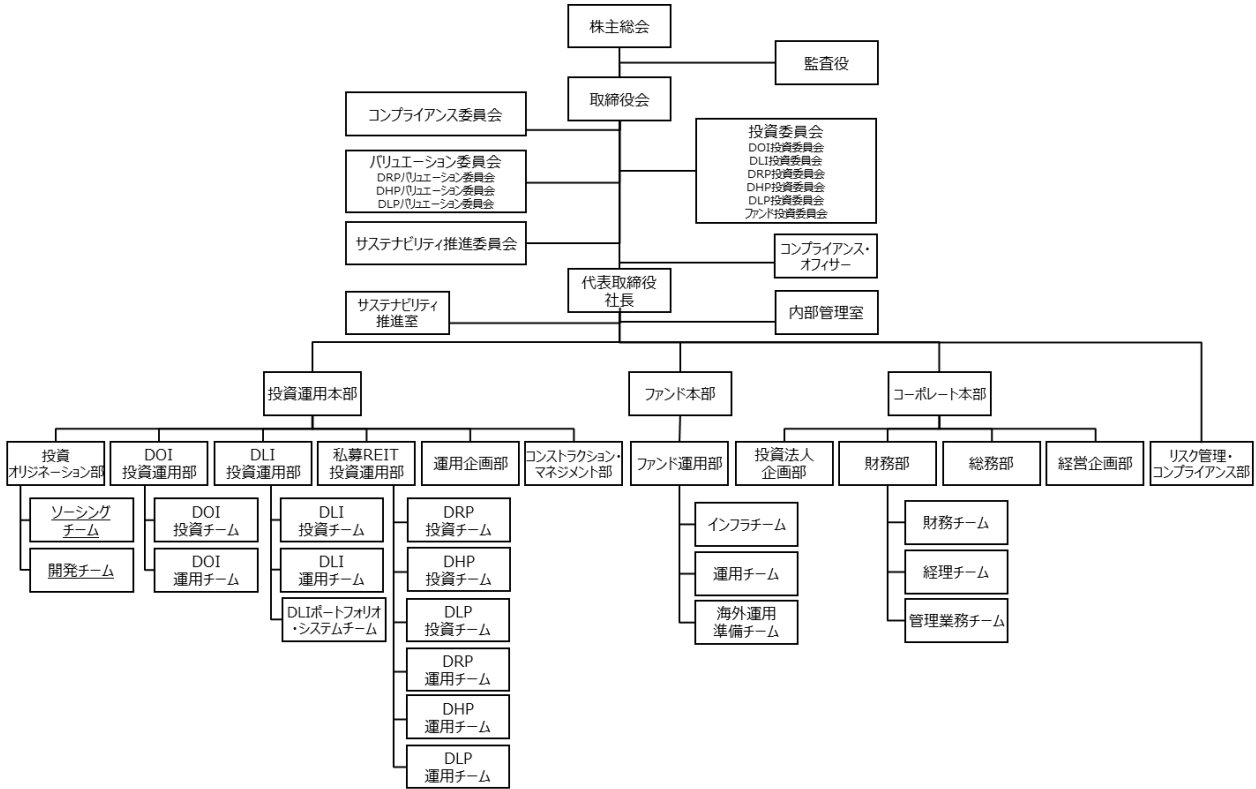 株主総会
監査役
取締役会
コンプライアンス委員会
投資委員会
DOI投資委員会
DLI投資委員会
DRP投資委員会
DHP投資委員会
DLP投資委員会
ファンド投資委員会
バリュエーション委員会
DRPバリュエーション委員会
DHPバリュエーション委員会
DLPバリュエーション委員会
サステナビリティ推進委員会
コンプライアンス・
オフィサー
代表取締役
社長
サステナビリティ
推進室
内部管理室
投資運用本部
ファンド本部
コーポレート本部
投資
オリジネーション部
DOI
投資運用部
DLI
投資運用部
私募REIT
投資運用部
運用企画部
コンストラクション・
マネジメント部
ファンド運用部
投資法人
企画部
財務部
総務部
経営企画部
リスク管理・
コンプライアンス部
ソーシング
チーム
開発チーム
DOI
投資チーム
DOI
運用チーム
DLI
投資チーム
DLI
運用チーム
DLIポートフォリオ
・システムチーム
DRP
投資チーム
DHP
投資チーム
DLP
投資チーム
DRP
運用チーム
DHP
運用チーム
DLP
運用チーム
インフラチーム
運用チーム
海外運用
準備チーム
財務チーム
経理チーム
管理業務チーム